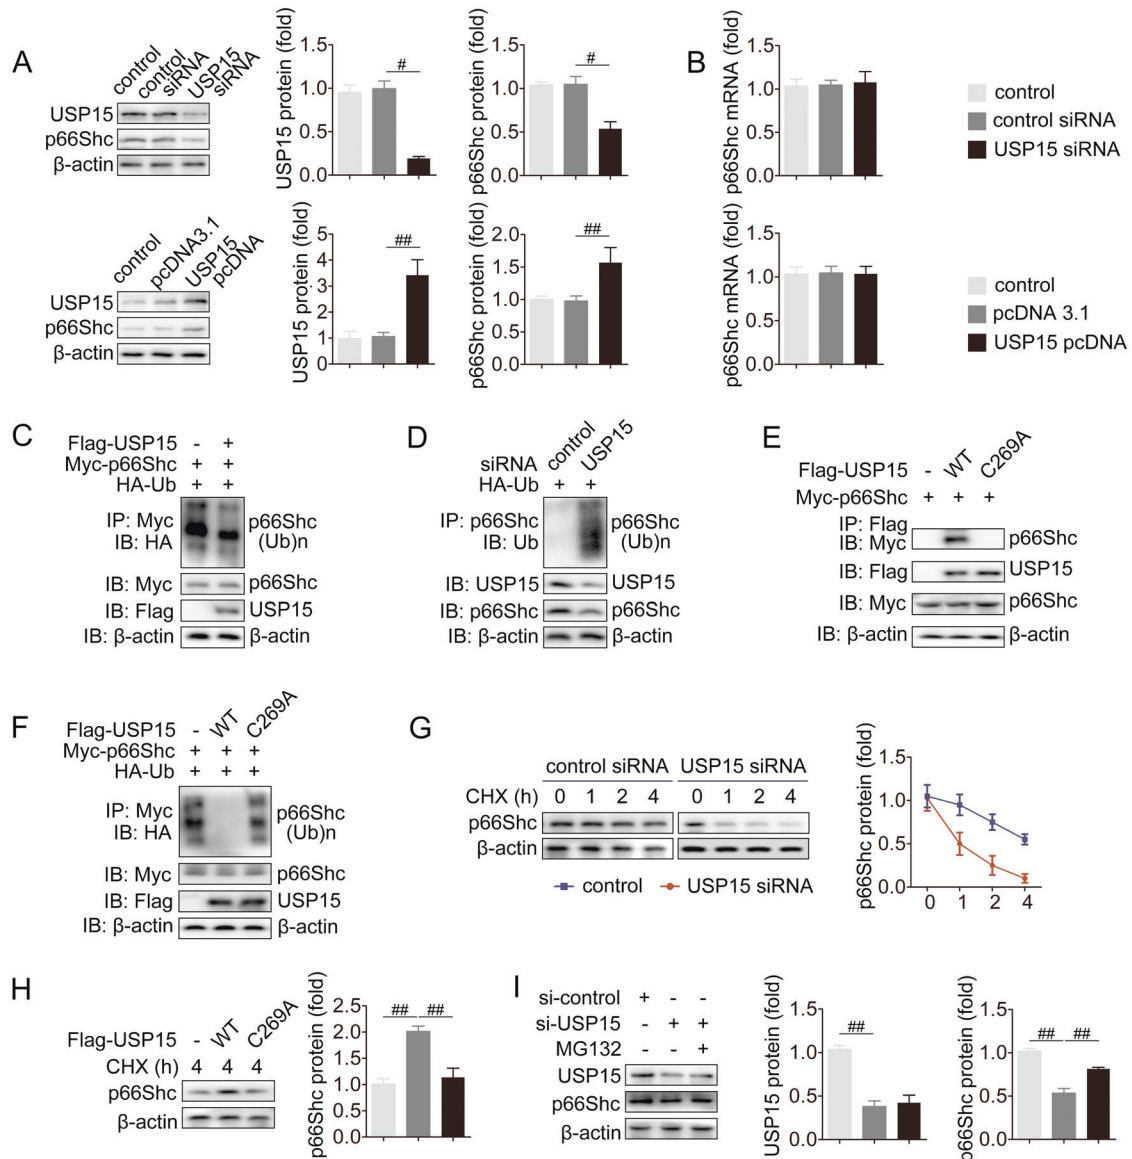 A
control
control
siRNA
USP15
siRNA
USP15
p66Shc
β-actin
USP15 protein (fold)
1.5
1.0
0.5
0.0
#
p66Shc protein (fold)
1.5
1.0
0.5
0.0
#
B
p66Shc mRNA (fold)
1.5
1.0
0.5
0.0
control
control siRNA
USP15 siRNA
control
pcDNA3.1
USP15
pcDNA
USP15
p66Shc
β-actin
USP15 protein (fold)
5
4
3
2
1
0
##
p66Shc protein (fold)
2.0
1.5
1.0
0.5
0.0
##
p66Shc mRNA (fold)
1.5
1.0
0.5
0.0
control
pcDNA 3.1
USP15 pcDNA
C
Flag-USP15 - +
Myc-p66Shc + +
HA-Ub + +
IP: Myc
IB: HA
p66Shc
(Ub)n
IB: Myc p66Shc
IB: Flag USP15
IB: β-actin β-actin
D
control
USP15
siRNA
HA-Ub + +
IP: p66Shc
IB: Ub
p66Shc
(Ub)n
IB: USP15 USP15
IB: p66Shc p66Shc
IB: β-actin β-actin
E
Flag-USP15 - WT C269A
Myc-p66Shc + + +
IP: Flag
IB: Myc
p66Shc
IB: Flag USP15
IB: Myc p66Shc
IB: β-actin β-actin
F
Flag-USP15 - WT C269A
Myc-p66Shc + + +
HA-Ub + + +
IP: Myc
IB: HA
p66Shc
(Ub)n
IB: Myc p66Shc
IB: Flag USP15
IB: β-actin β-actin
G
control siRNA USP15 siRNA
CHX (h) 0 1 2 4 0 1 2 4
p66Shc
β-actin
control USP15 siRNA
p66Shc protein (fold)
1.5
1.0
0.5
0.0
0 1 2 4
H
Flag-USP15 - WT C269A
CHX (h) 4 4 4
p66Shc
β-actin
p66Shc protein (fold)
2.5
2.0
1.5
1.0
0.5
0.0
## ##
I
si-control + - -
si-USP15 - + +
MG132 - - +
USP15
p66Shc
β-actin
USP15 protein (fold)
1.5
1.0
0.5
0.0
##
p66Shc protein (fold)
1.5
1.0
0.5
0.0
## ##